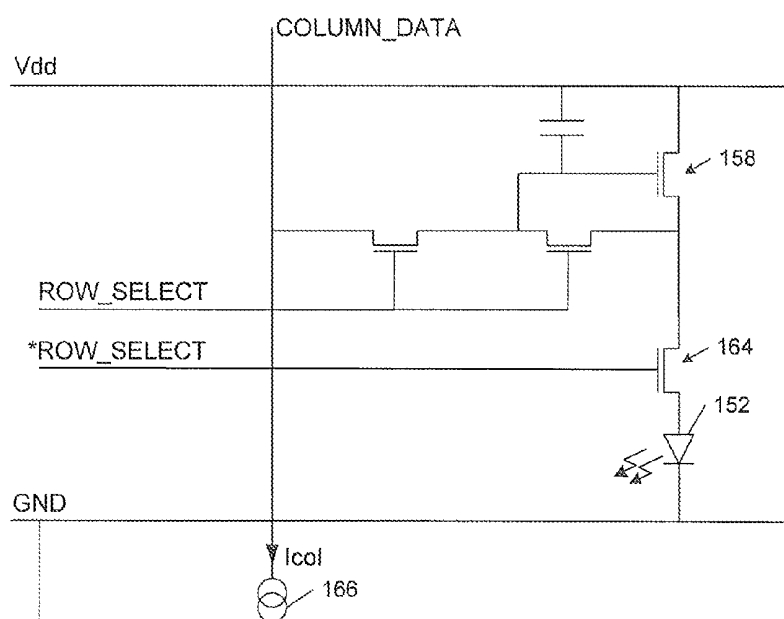 COLUMN_DATA
Vdd
158
ROW_SELECT
*ROW_SELECT
164
152
GND
Icol
166